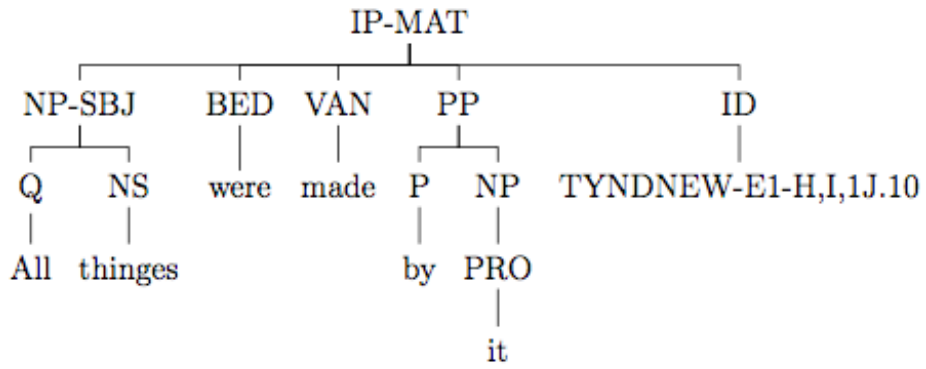 IP-MAT
NP-SBJ BED VAN PP ID
Q NS were made P NP TYNDNEW-E1-H,I,1J.10
All thinges by PRO
it